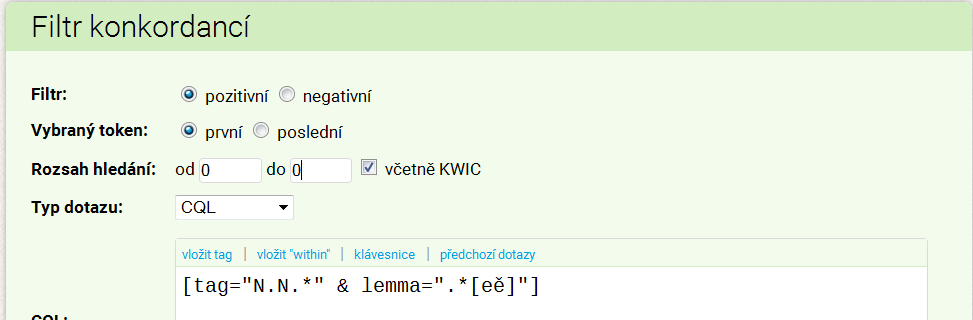 Filtr konkordancí
Filtr: pozitivní negativní
Vybraný token: první poslední
Rozsah hledání: od 0 do 0 včetně KWIC
Typ dotazu: CQL
vložit tag | vložit "within" | klávesnice | předchozí dotazy
[tag="N.N.*" & lemma=".*[eě]"]
CQL: